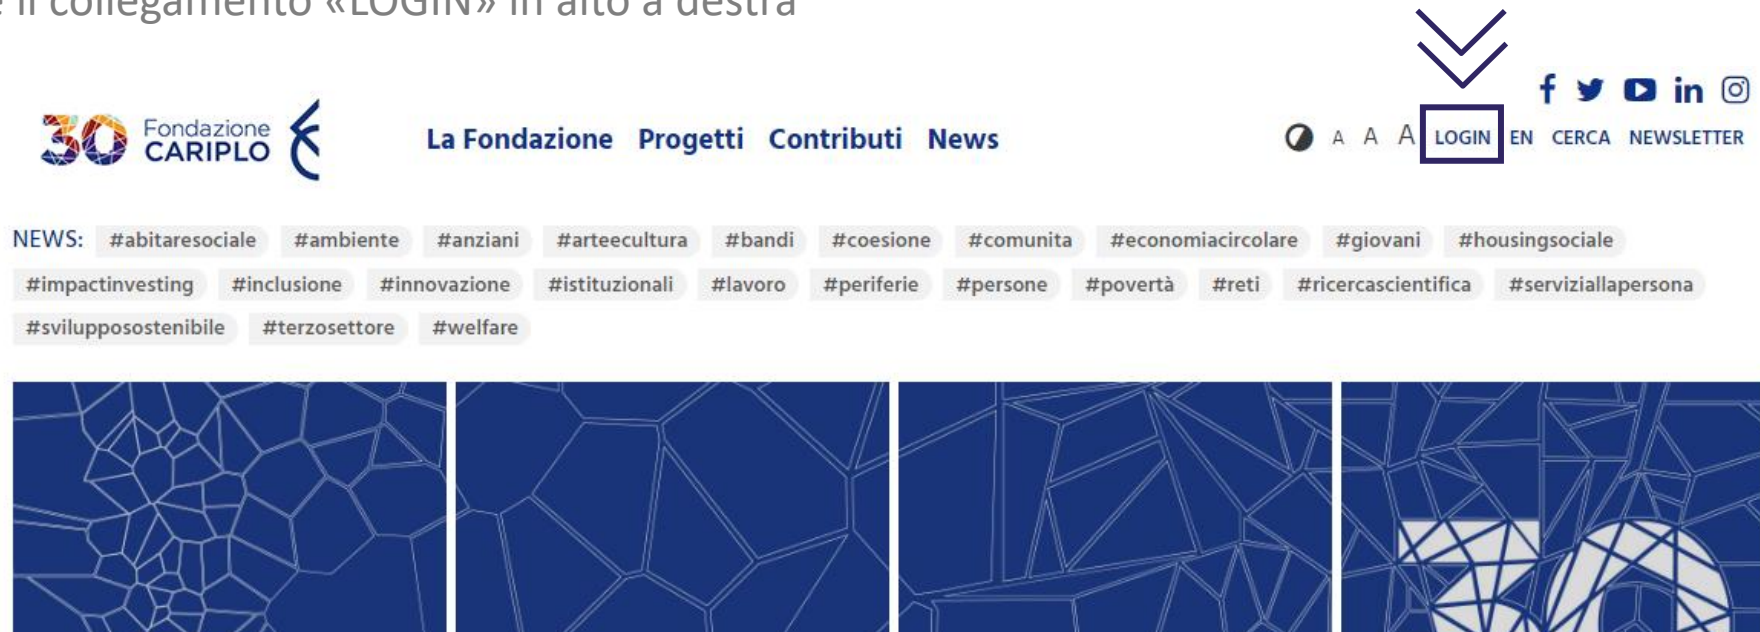 il collegamento «LOGIN» in alto a destra
30 Fondazione CARIPLO
La Fondazione Progetti Contributi News
A A A LOGIN EN CERCA NEWSLETTER
NEWS: #abitaresociale #ambiente #anziani #arteecultura #bandi #coesione #comunita #economiacircolare #giovani #housingsociale
#impactinvesting #inclusione #innovazione #istituzionali #lavoro #periferie #persone #povertà #reti #ricercascientifica #serviziallapersona
#svilupposostenibile #terzosettore #welfare
30